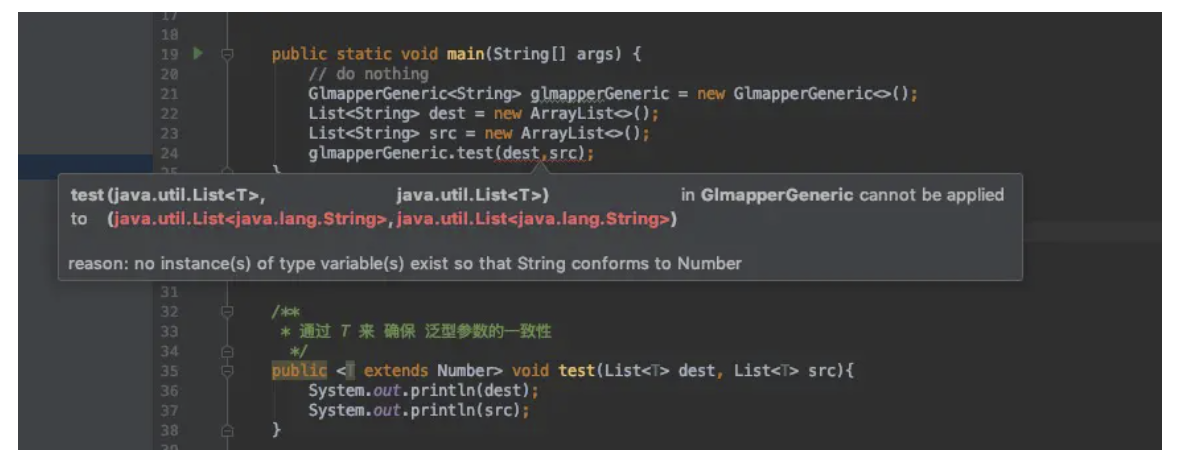 17
18
19 public static void main(String[] args) {
20 // do nothing
21 GlmapperGeneric<String> glmapperGeneric = new GlmapperGeneric<>();
22 List<String> dest = new ArrayList<>();
23 List<String> src = new ArrayList<>();
24 glmapperGeneric.test(dest,src);
25 }
test(java.util.List<T>, java.util.List<T>) in GlmapperGeneric cannot be applied
to (java.util.List<java.lang.String>,java.util.List<java.lang.String>)
reason: no instance(s) of type variable(s) exist so that String conforms to Number
31
32 /**
33 * 通过 T 来 确保 泛型参数的一致性
34 */
35 public <T extends Number> void test(List<T> dest, List<T> src){
36 System.out.println(dest);
37 System.out.println(src);
38 }
39